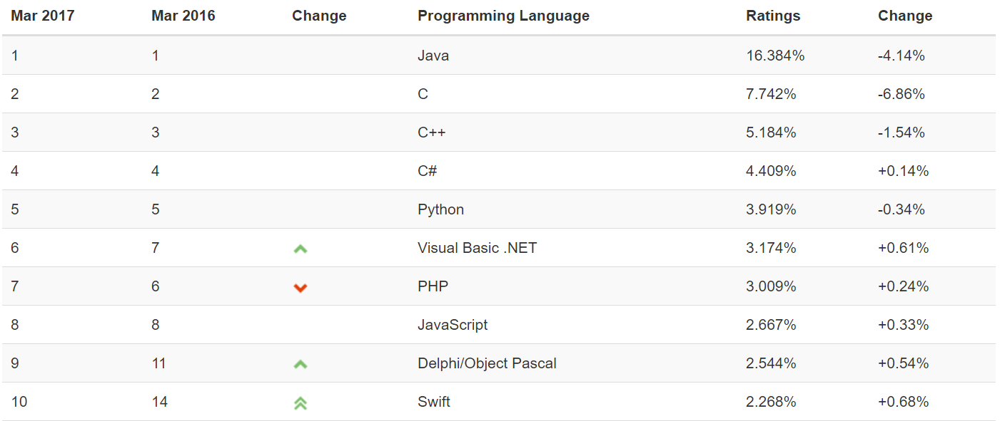 Mar 2017 Mar 2016 Change Programming Language Ratings Change
1 1 Java 16.384% -4.14%
2 2 C 7.742% -6.86%
3 3 C++ 5.184% -1.54%
4 4 C# 4.409% +0.14%
5 5 Python 3.919% -0.34%
6 7 Visual Basic .NET 3.174% +0.61%
7 6 PHP 3.009% +0.24%
8 8 JavaScript 2.667% +0.33%
9 11 Delphi/Object Pascal 2.544% +0.54%
10 14 Swift 2.268% +0.68%